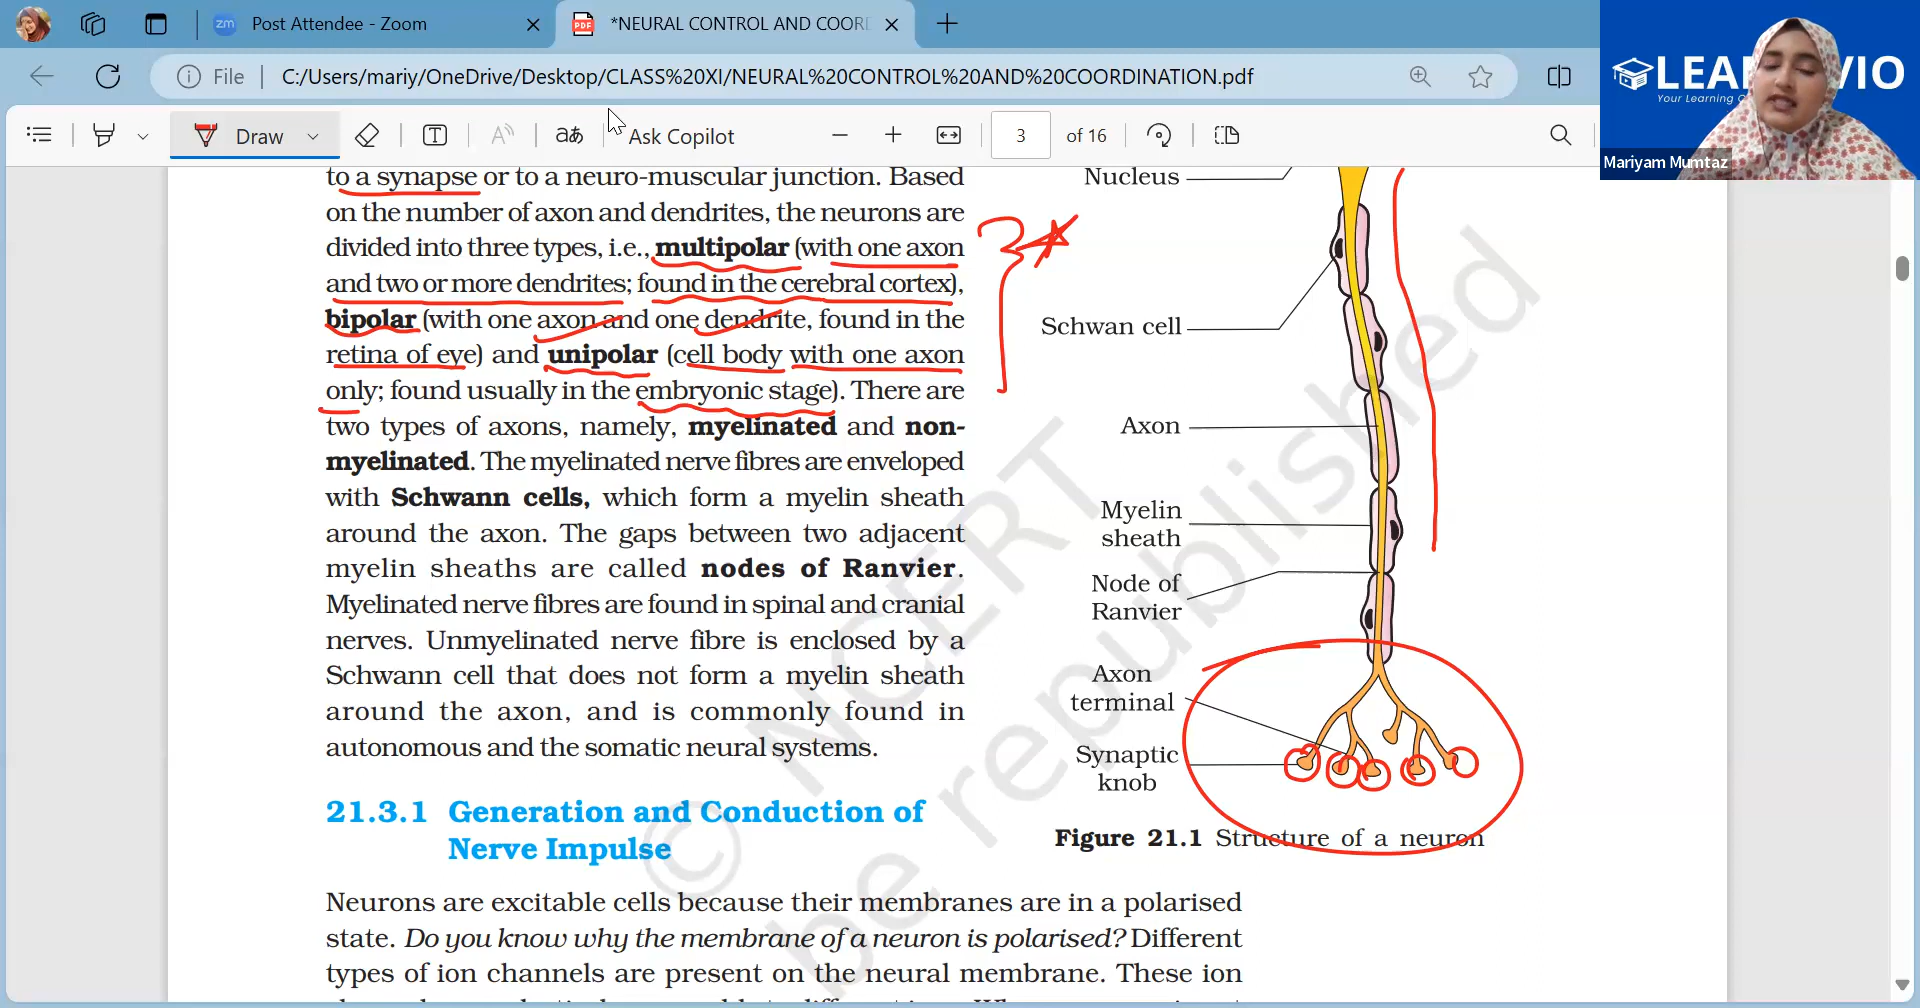 zm Post Attendee - Zoom
PDF *NEURAL CONTROL AND COORD
File C:/Users/mariy/OneDrive/Desktop/CLASS%20XI/NEURAL%20CONTROL%20AND%20COORDINATION.pdf
Draw
T
A
aあ
Ask Copilot
3 of 16
LEA VIO
Your Learning
Mariyam Mumtaz
to a synapse or to a neuro-muscular junction. Based
on the number of axon and dendrites, the neurons are
divided into three types, i.e., multipolar (with one axon
and two or more dendrites; found in the cerebral cortex),
bipolar (with one axon and one dendrite, found in the
retina of eye) and unipolar (cell body with one axon
only; found usually in the embryonic stage). There are
two types of axons, namely, myelinated and non-
myelinated. The myelinated nerve fibres are enveloped
with Schwann cells, which form a myelin sheath
around the axon. The gaps between two adjacent
myelin sheaths are called nodes of Ranvier.
Myelinated nerve fibres are found in spinal and cranial
nerves. Unmyelinated nerve fibre is enclosed by a
Schwann cell that does not form a myelin sheath
around the axon, and is commonly found in
autonomous and the somatic neural systems.
Nucleus
3
Schwan cell
Axon
Myelin
sheath
Node of
Ranvier
Axon
terminal
Synaptic
knob
Figure 21.1 Structure of a neuron
21.3.1 Generation and Conduction of
Nerve Impulse
Neurons are excitable cells because their membranes are in a polarised
state. Do you know why the membrane of a neuron is polarised? Different
types of ion channels are present on the neural membrane. These ion
© NCERT
be republished